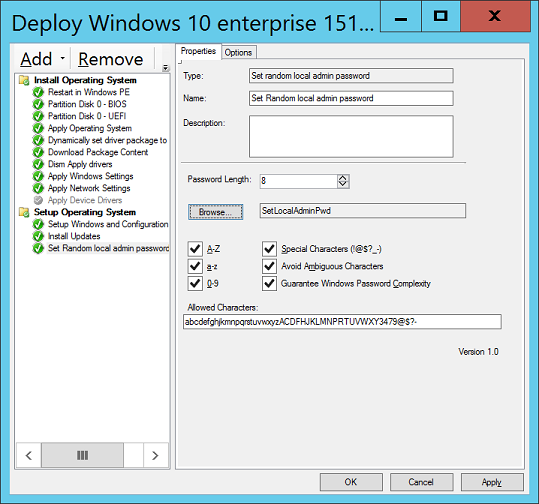 Deploy Windows 10 enterprise 151...
Add Remove
Install Operating System
Restart in Windows PE
Partition Disk 0 - BIOS
Partition Disk 0 - UEFI
Apply Operating System
Dynamically set driver package to
Download Package Content
Dism Apply drivers
Apply Windows Settings
Apply Network Settings
Apply Device Drivers
Setup Operating System
Setup Windows and Configuration
Install Updates
Set Random local admin password
Properties Options
Type: Set random local admin password
Name: Set Random local admin password
Description:
Password Length: 8
Browse... SetLocalAdminPwd
A-Z Special Characters (!@$?_-)
a-z Avoid Ambiguous Characters
0-9 Guarantee Windows Password Complexity
Allowed Characters:
abcdefghjkmnpqrstuvwxyzACDFHJKLMNPRTUVWXY3479@$?-
Version 1.0
OK Cancel Apply